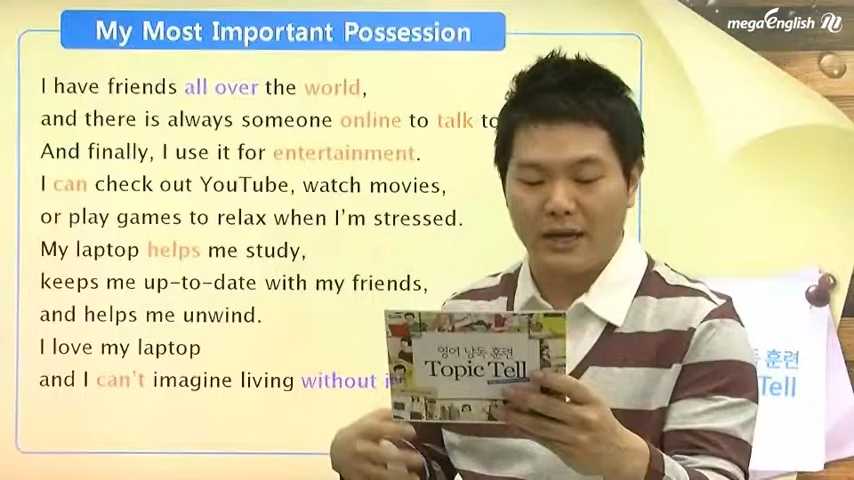 My Most Important Possession
megaEnglish
I have friends all over the world,
and there is always someone online to talk to
And finally, I use it for entertainment.
I can check out YouTube, watch movies,
or play games to relax when I'm stressed.
My laptop helps me study,
keeps me up-to-date with my friends,
and helps me unwind.
I love my laptop
and I can't imagine living without
영어 낭독 훈련
Topic Tell
훈련
Tell